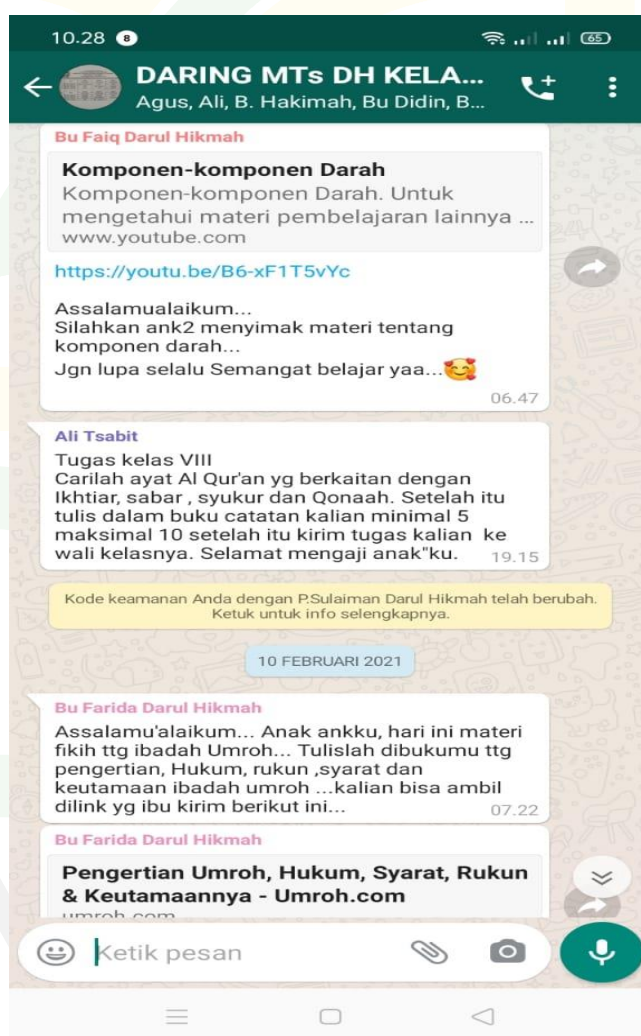 10.28 8 65
DARING MTs DH KELA...
Agus, Ali, B. Hakimah, Bu Didin, B...
Bu Faiq Darul Hikmah
Komponen-komponen Darah
Komponen-komponen Darah. Untuk
mengetahui materi pembelajaran lainnya ...
www.youtube.com
https://youtu.be/B6-xF1T5vYc
Assalamualaikum...
Silahkan ank2 menyimak materi tentang
komponen darah...
Jgn lupa selalu Semangat belajar yaa...🥰
06.47
Ali Tsabit
Tugas kelas VIII
Carilah ayat Al Qur'an yg berkaitan dengan
Ikhtiar, sabar , syukur dan Qonaah. Setelah itu
tulis dalam buku catatan kalian minimal 5
maksimal 10 setelah itu kirim tugas kalian ke
wali kelasnya. Selamat mengaji anak"ku. 19.15
Kode keamanan Anda dengan P.Sulaiman Darul Hikmah telah berubah.
Ketuk untuk info selengkapnya.
10 FEBRUARI 2021
Bu Farida Darul Hikmah
Assalamu'alaikum... Anak ankku, hari ini materi
fikih ttg ibadah Umroh... Tulislah dibukumu ttg
pengertian, Hukum, rukun ,syarat dan
keutamaan ibadah umroh ...kalian bisa ambil
dilink yg ibu kirim berikut ini... 07.22
Bu Farida Darul Hikmah
Pengertian Umroh, Hukum, Syarat, Rukun
& Keutamaannya - Umroh.com
umroh.com
Ketik pesan